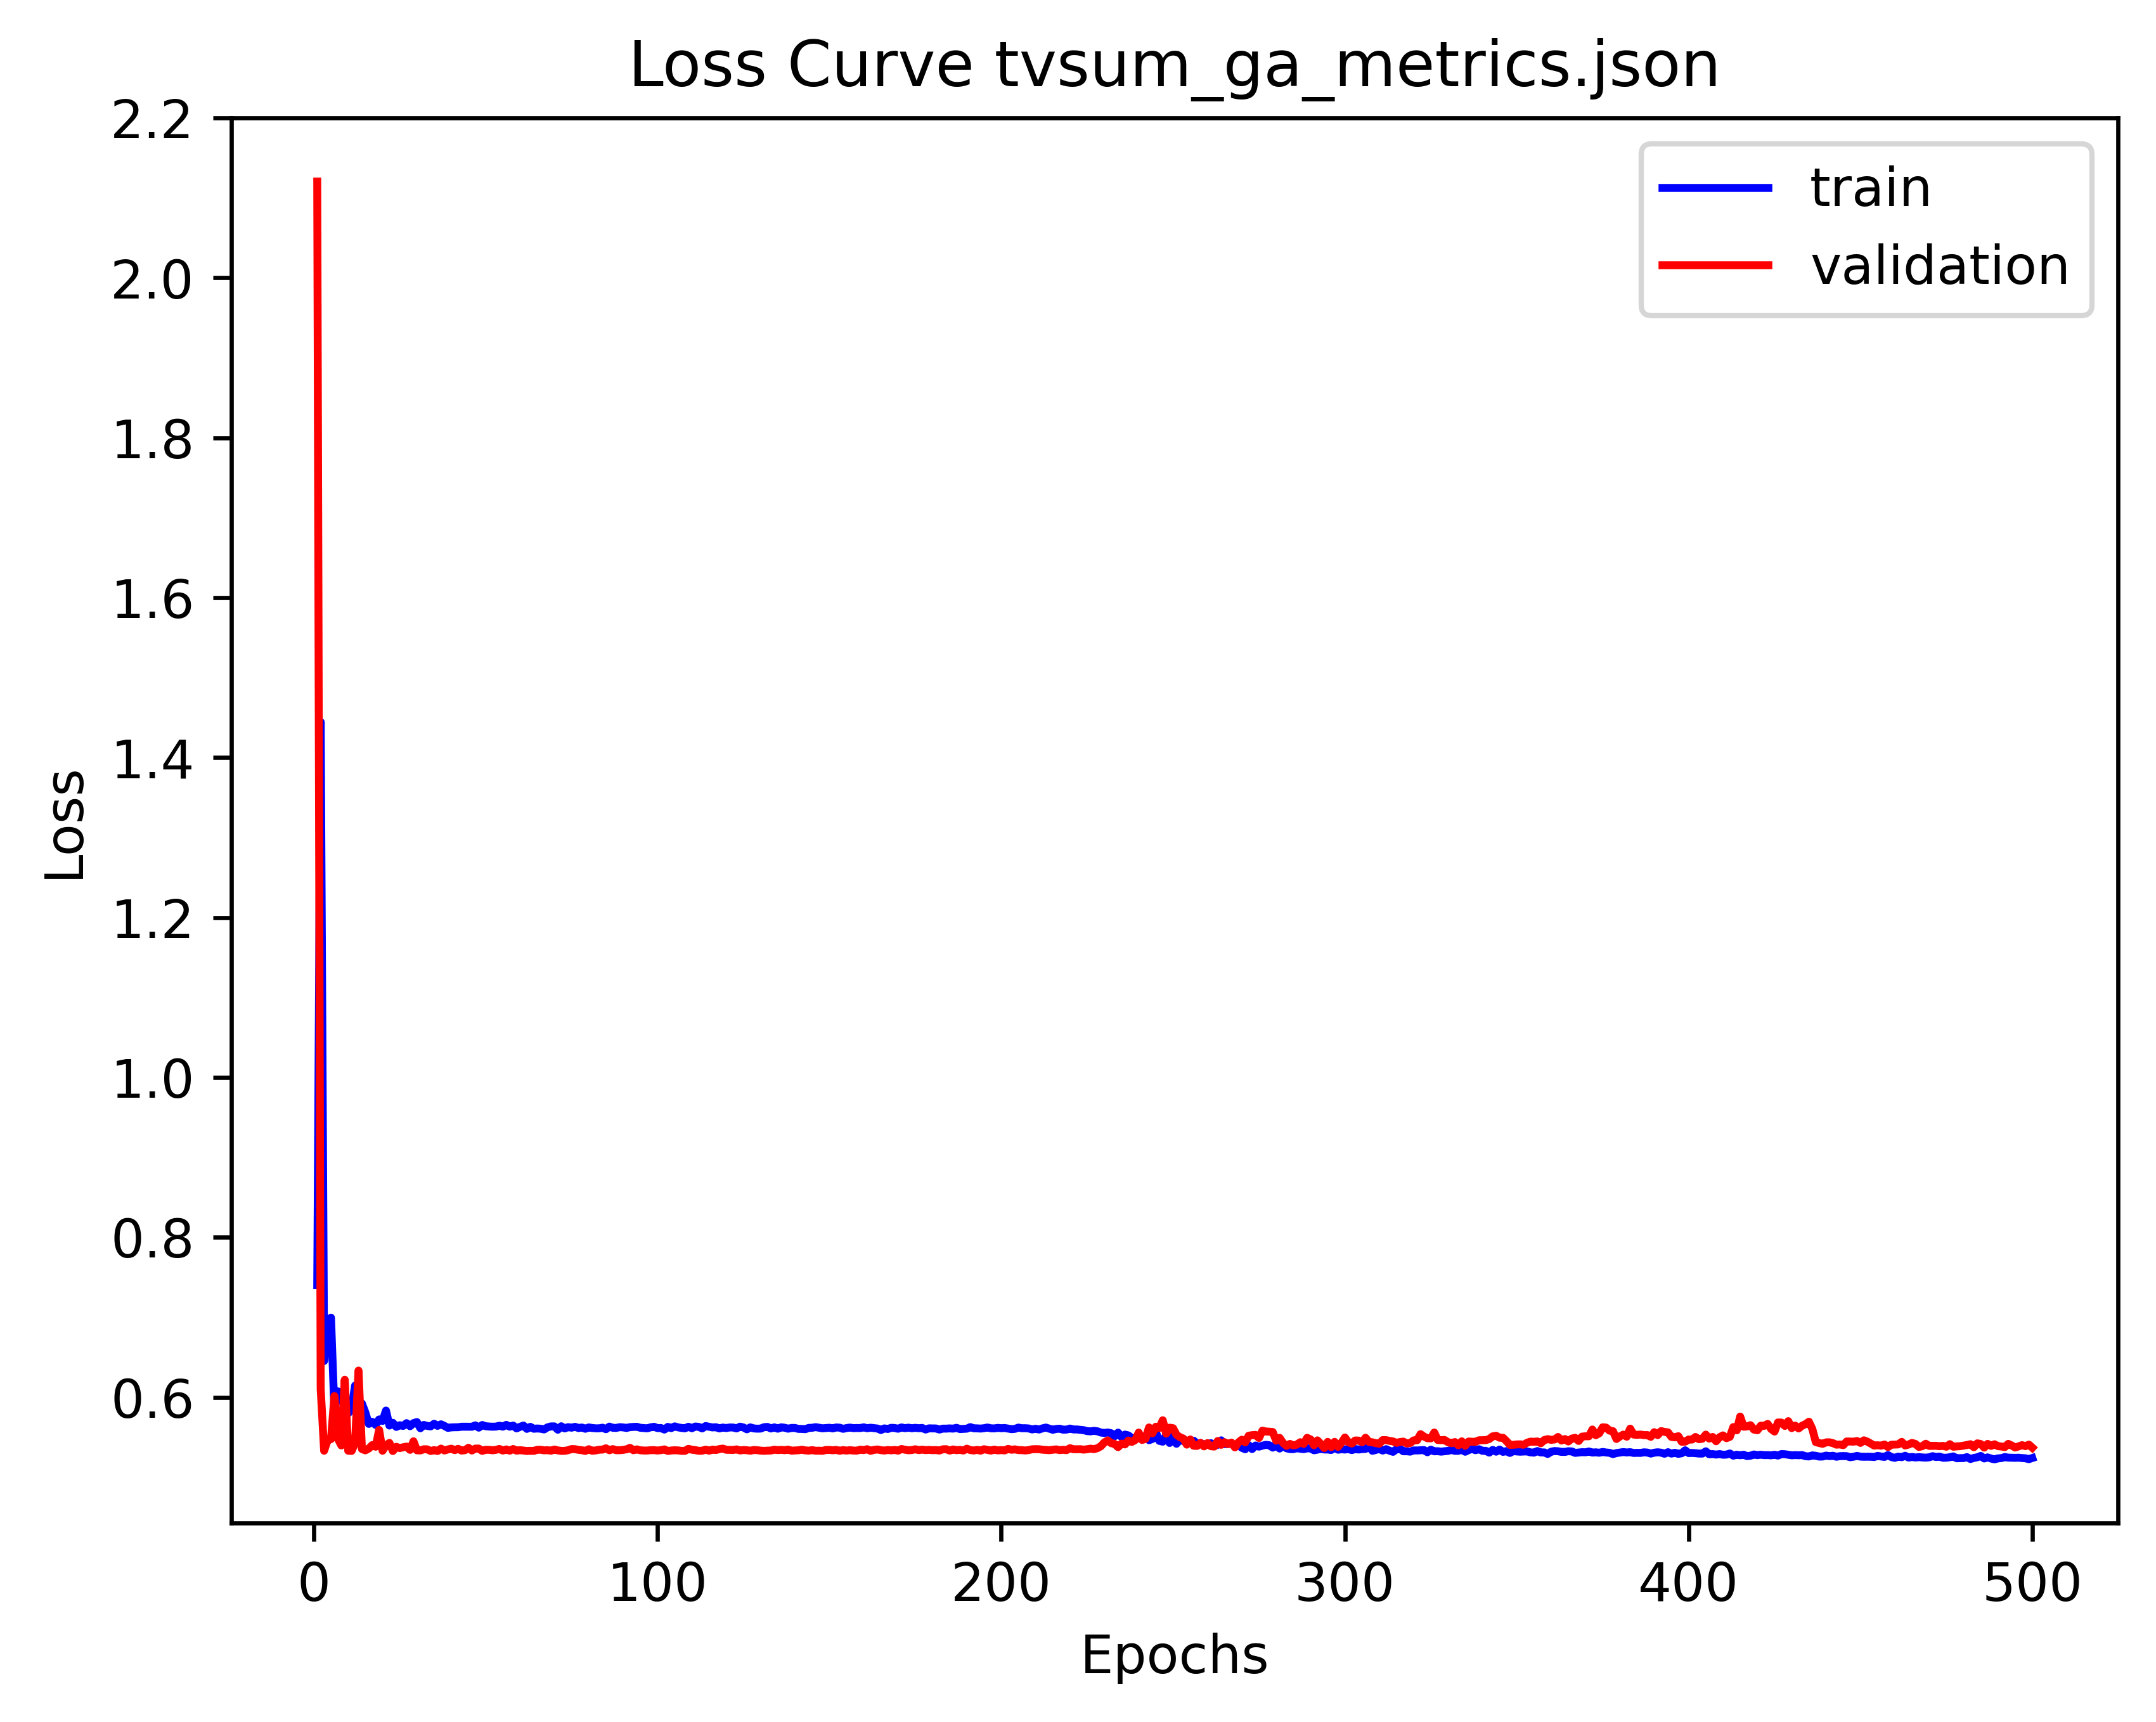 Loss Curve tvsum_ga_metrics.json
2.2
2.0
1.8
1.6
1.4
1.2
1.0
0.8
0.6
Loss
train
validation
0 100 200 300 400 500
Epochs